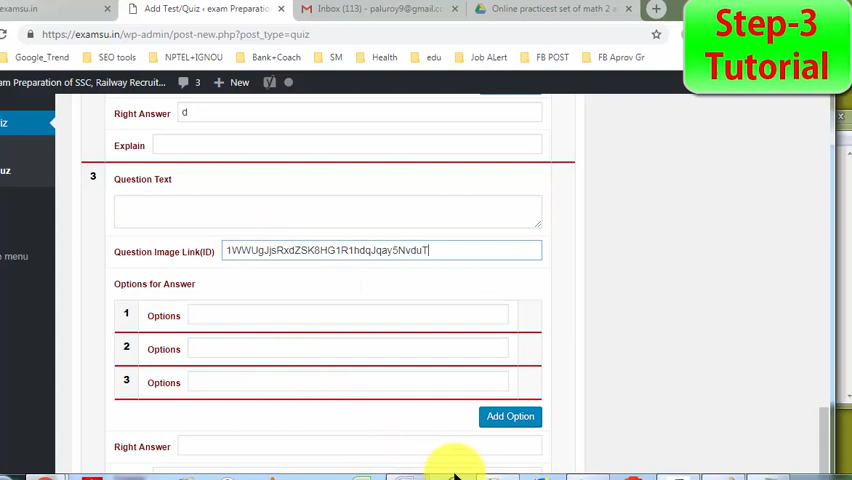 examsu.in
Add Test/Quiz ‹ exam Preparation
Inbox (113) - paluroy9@gmail.co
Online practicest set of math 2
https://examsu.in/wp-admin/post-new.php?post_type=quiz
Google_Trend
SEO tools
NPTEL+IGNOU
Bank+Coach
SM
Health
edu
Job ALert
FB POST
FB Aprov Gr
Step-3
Tutorial
am Preparation of SSC, Railway Recruit...
3
New
Right Answer
d
Explain
3
Question Text
Question Image Link(ID)
1WWUgJjsRxdZSK8HG1R1hdqJqay5NvduT
Options for Answer
1
Options
2
Options
3
Options
Add Option
Right Answer
iz
uz
e menu